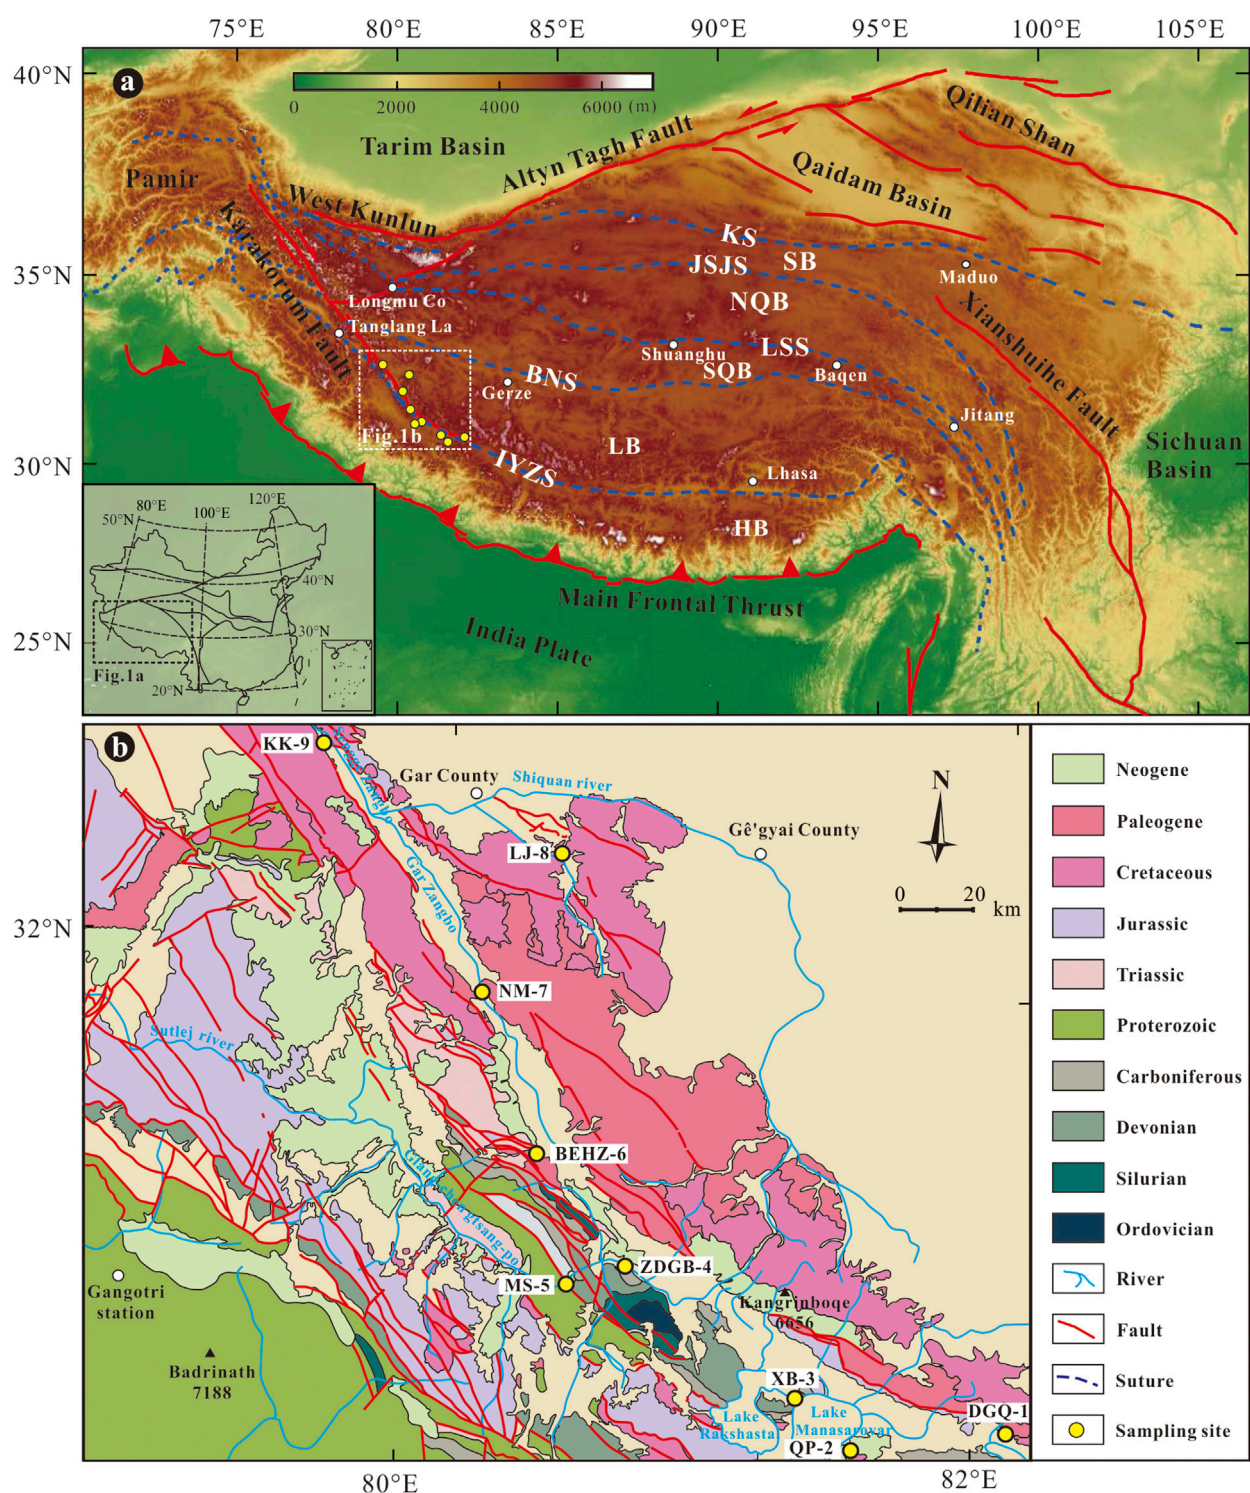 75°E 80°E 85°E 90°E 95°E 100°E 105°E
40°N
35°N
30°N
25°N
a
0 2000 4000 6000 (m)
Tarim Basin
Pamir
West Kunlun
Altyn Tagh Fault
Qilian Shan
Qaidam Basin
Karakorum Fault
KS
JSJS
SB
NQB
Maduo
Longmu Co
Tanglang La
Xianshuihe Fault
Shuanghu
LSS
SQB
Baqen
BNS
Gerze
Jitang
Fig.1b
LB
Sichuan
Basin
IYZS
Lhasa
HB
Main Frontal Thrust
India Plate
80°E 100°E 120°E
50°N
40°N
30°N
20°N
Fig.1a
b
KK-9
Gar County
Shiquan river
Zangbo
Gê'gyai County
N
LJ-8
Gar Zangbo
0 20 km
32°N
NM-7
Sutlej river
BEHZ-6
ZDGB-4
MS-5
Gangotri
station
Kangrinboqe
6656
Badrinath
7188
XB-3
Lake
Rakshasta
Lake
Manasarovar
DGQ-1
QP-2
80°E 82°E
Neogene
Paleogene
Cretaceous
Jurassic
Triassic
Proterozoic
Carboniferous
Devonian
Silurian
Ordovician
River
Fault
Suture
Sampling site